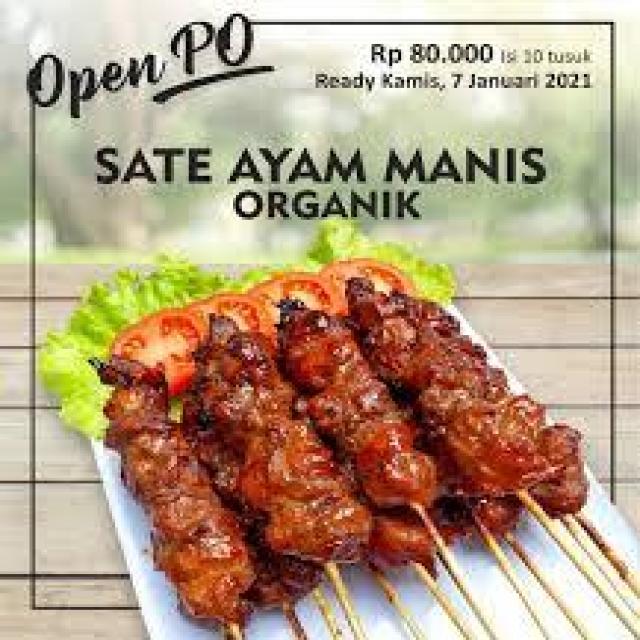 Open PO
Rp 80.000 Isi 10 tusuk
Ready Kamis, 7 Januari 2021
SATE AYAM MANIS
ORGANIK